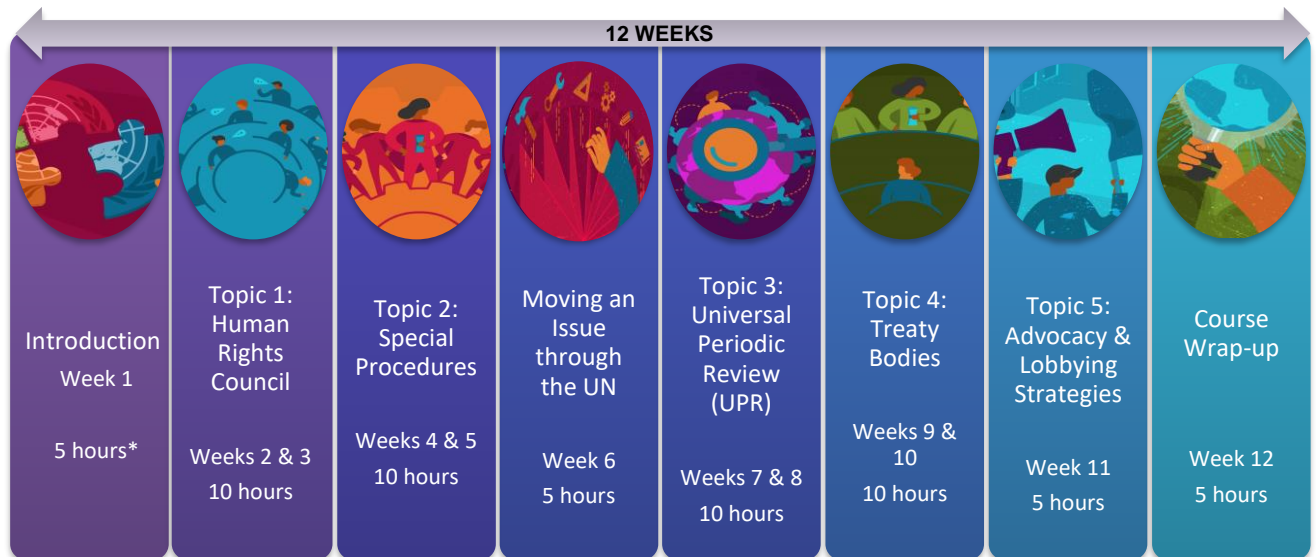 12 WEEKS
Introduction
Week 1
5 hours*
Topic 1:
Human
Rights
Council
Weeks 2 & 3
10 hours
Topic 2:
Special
Procedures
Weeks 4 & 5
10 hours
Moving an
Issue
through
the UN
Week 6
5 hours
Topic 3:
Universal
Periodic
Review
(UPR)
Weeks 7 & 8
10 hours
Topic 4:
Treaty
Bodies
Weeks 9 &
10
10 hours
Topic 5:
Advocacy &
Lobbying
Strategies
Week 11
5 hours
Course
Wrap-up
Week 12
5 hours